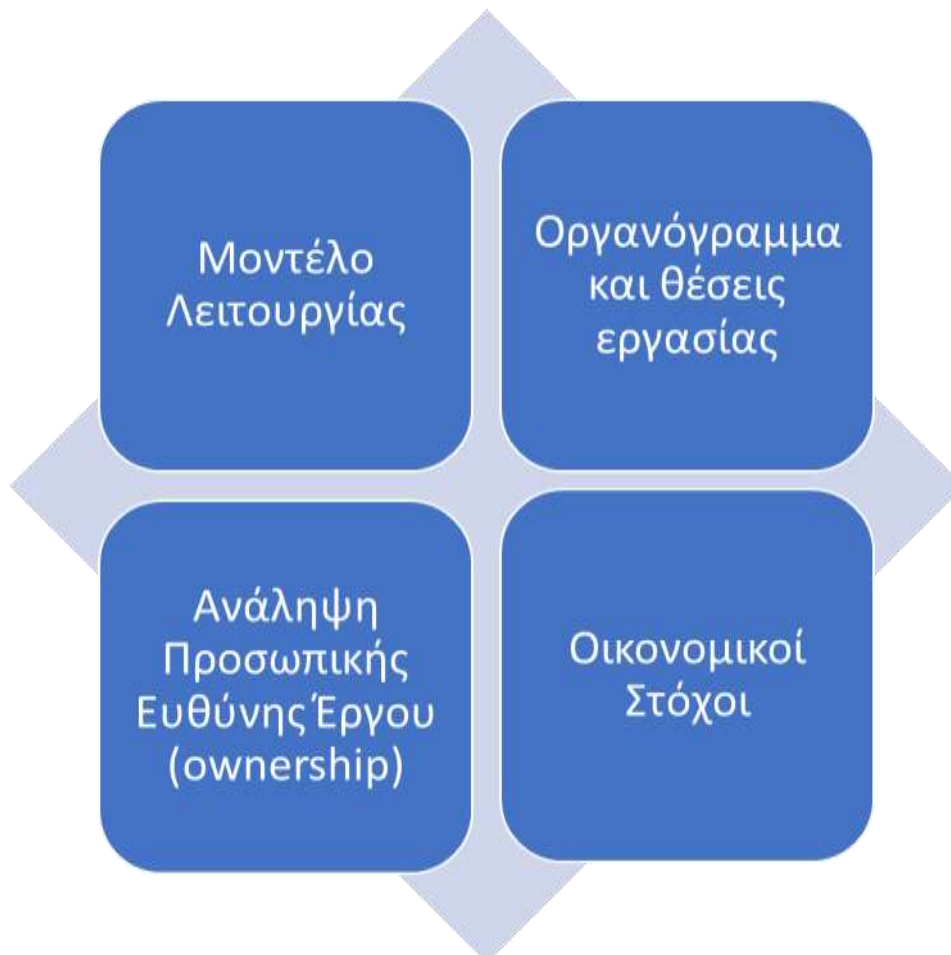 Μοντέλο
Λειτουργίας
Οργανόγραμμα
και θέσεις
εργασίας
Ανάληψη
Προσωπικής
Ευθύνης Έργου
(ownership)
Οικονομικοί
Στόχοι